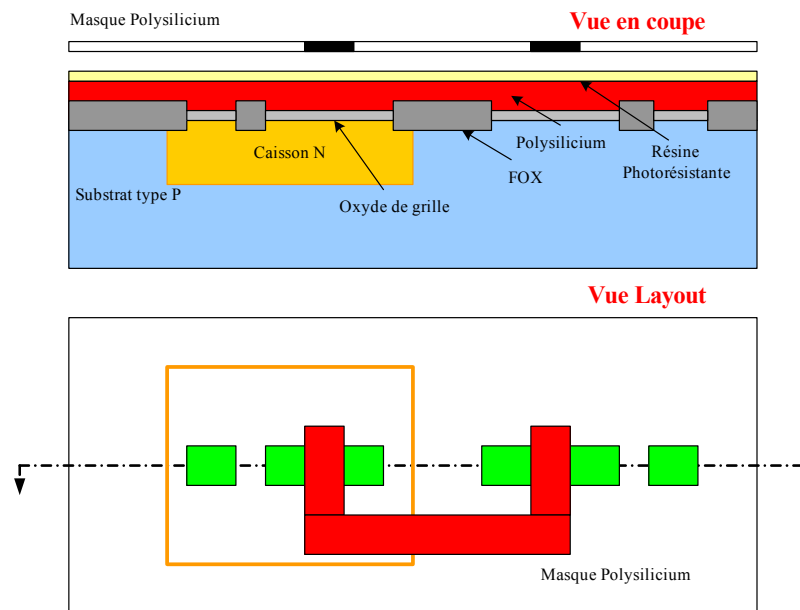 Masque Polysilicium
Vue en coupe
Caisson N
Polysilicium
Résine
Photorésistante
Substrat type P
FOX
Oxyde de grille
Vue Layout
Masque Polysilicium